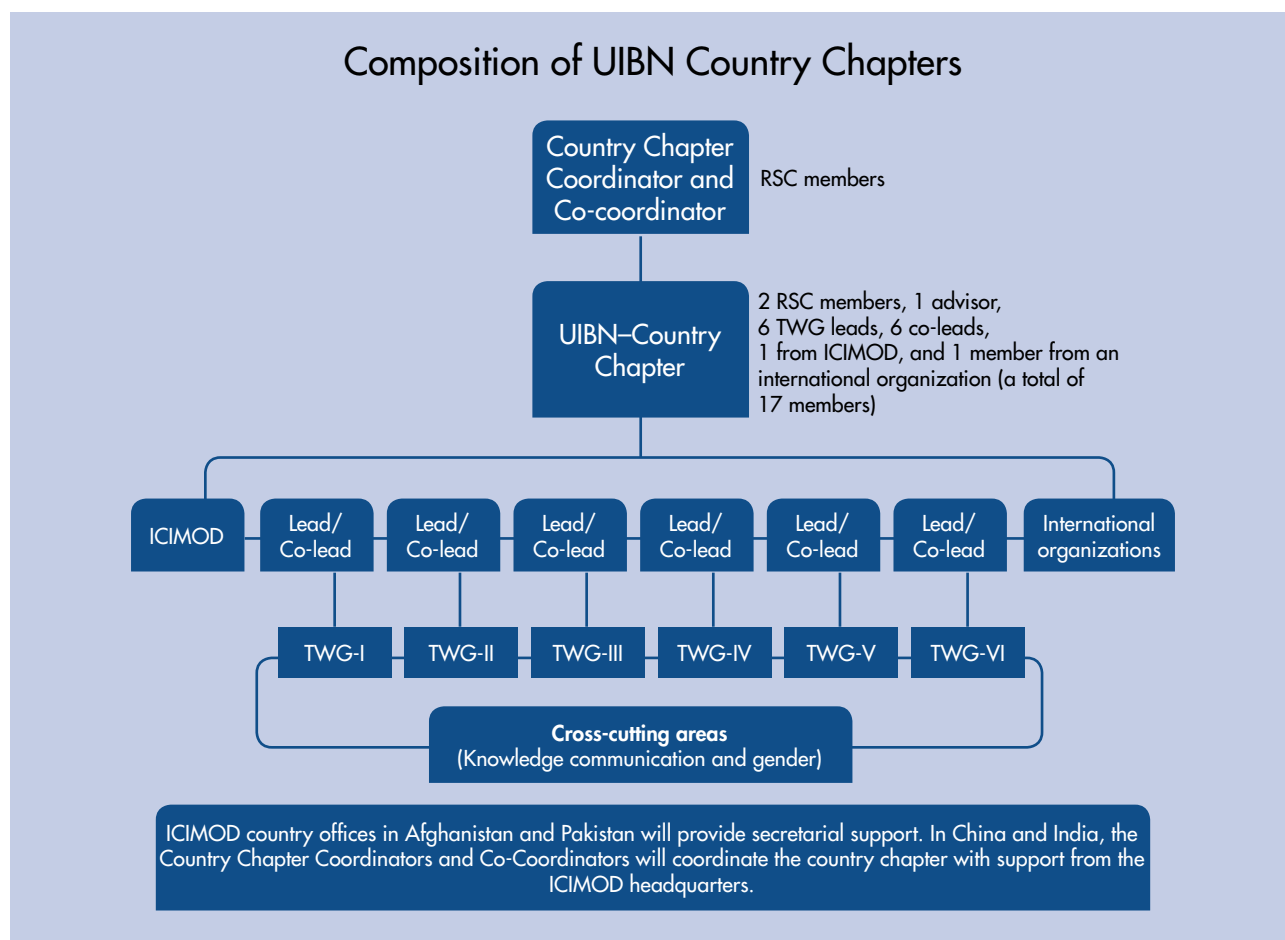 Composition of UIBN Country Chapters
Country Chapter
Coordinator and
Co-coordinator
RSC members
UIBN–Country
Chapter
2 RSC members, 1 advisor,
6 TWG leads, 6 co-leads,
1 from ICIMOD, and 1 member from an
international organization (a total of
17 members)
ICIMOD
Lead/
Co-lead
Lead/
Co-lead
Lead/
Co-lead
Lead/
Co-lead
Lead/
Co-lead
Lead/
Co-lead
International
organizations
TWG-I
TWG-II
TWG-III
TWG-IV
TWG-V
TWG-VI
Cross-cutting areas
(Knowledge communication and gender)
ICIMOD country offices in Afghanistan and Pakistan will provide secretarial support. In China and India, the
Country Chapter Coordinators and Co-Coordinators will coordinate the country chapter with support from the
ICIMOD headquarters.